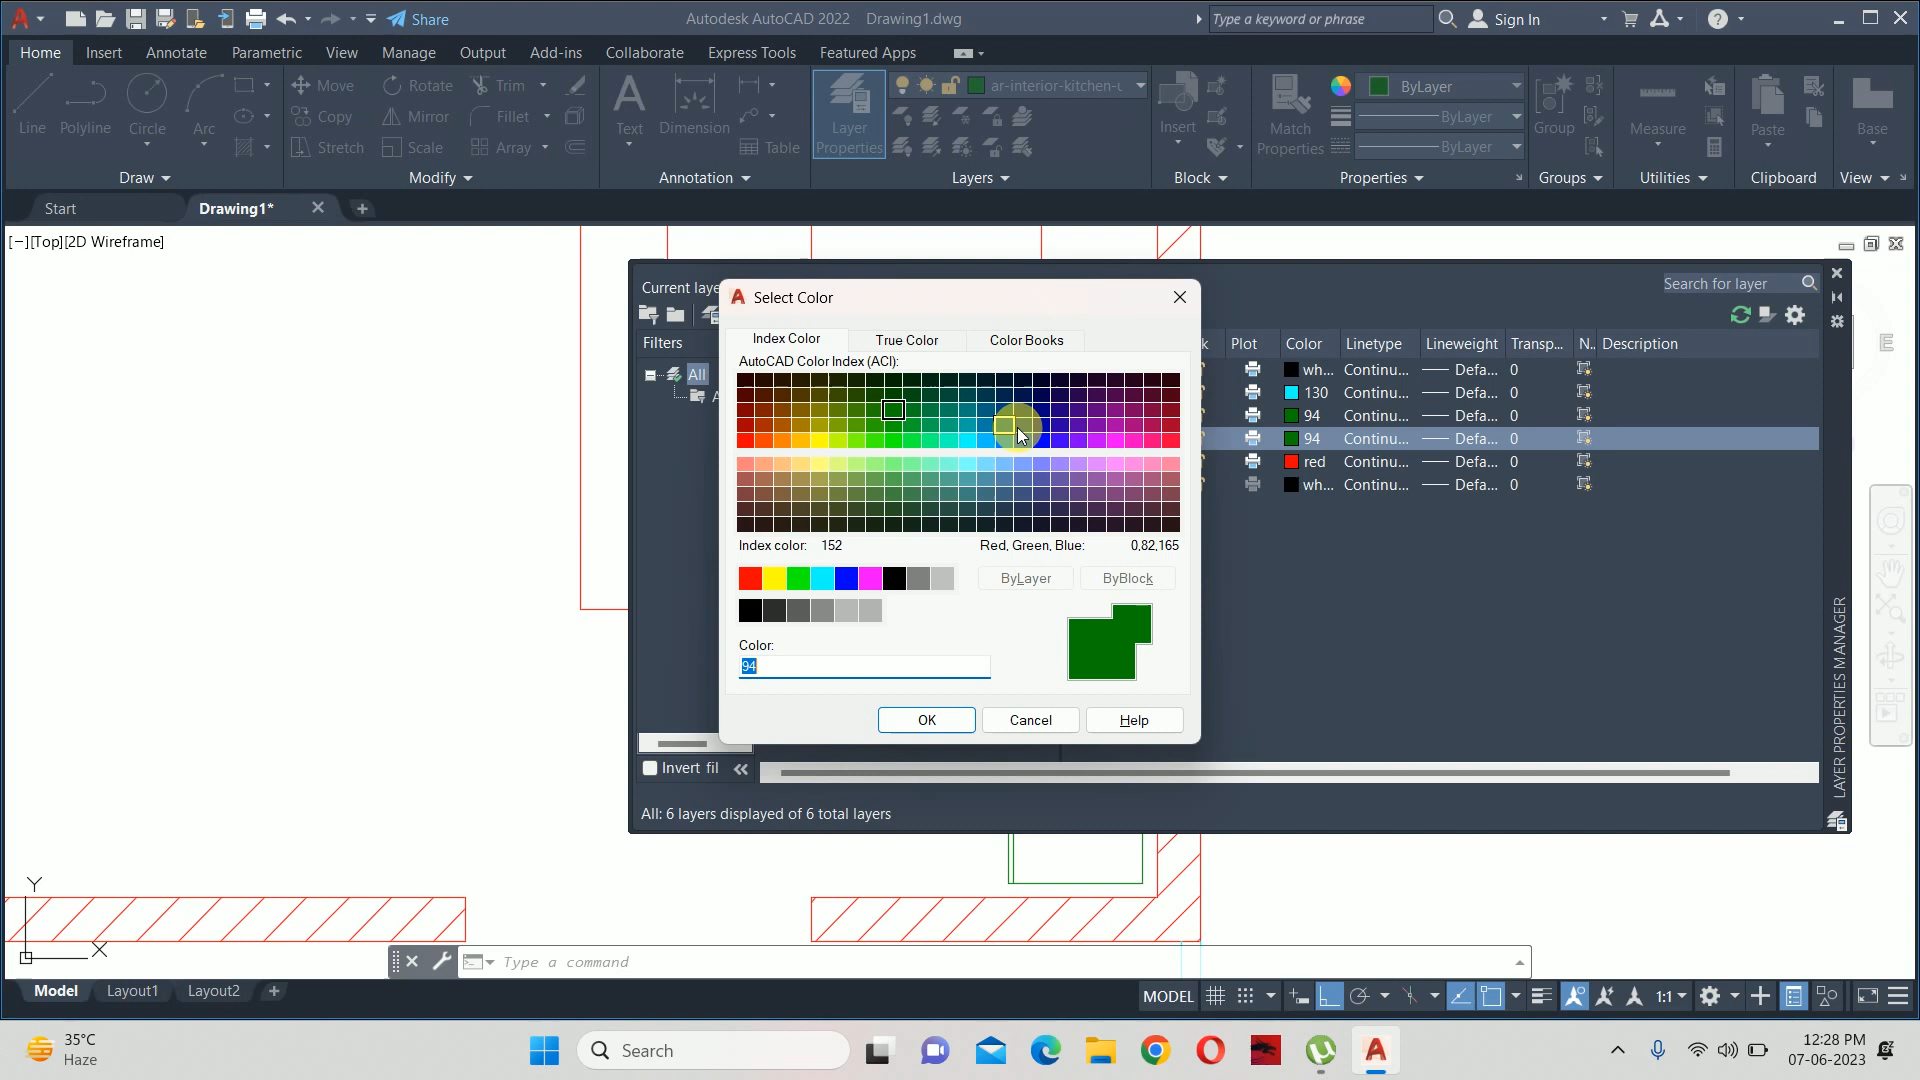 Share
Autodesk AutoCAD 2022 Drawing1.dwg
Type a keyword or phrase
Sign In
Home Insert Annotate Parametric View Manage Output Add-ins Collaborate Express Tools Featured Apps
Line
Polyline
Circle
Arc
Move
Rotate
Trim
Copy
Mirror
Fillet
Stretch
Scale
Array
Text
Dimension
Table
Layer
Properties
ar-interior-kitchen-
Insert
Match
Properties
ByLayer
ByLayer
ByLayer
Group
Measure
Paste
Base
Draw
Modify
Annotation
Layers
Block
Properties
Groups
Utilities
Clipboard
View
Start
Drawing1*
[−][Top][2D Wireframe]
E
Current laye
Search for layer
Filters
All
Invert fil
All: 6 layers displayed of 6 total layers
LAYER PROPERTIES MANAGER
k Plot Color Linetype Lineweight Transp... N.. Description
wh... Continu... Defa... 0
130 Continu... Defa... 0
94 Continu... Defa... 0
94 Continu... Defa... 0
red Continu... Defa... 0
wh... Continu... Defa... 0
Select Color
Index Color True Color Color Books
AutoCAD Color Index (ACI):
Index color: 152
Red, Green, Blue: 0,82,165
ByLayer ByBlock
Color:
94
OK Cancel Help
Y
X
Type a command
Model Layout1 Layout2
MODEL
1:1
35°C
Haze
Search
12:28 PM
07-06-2023